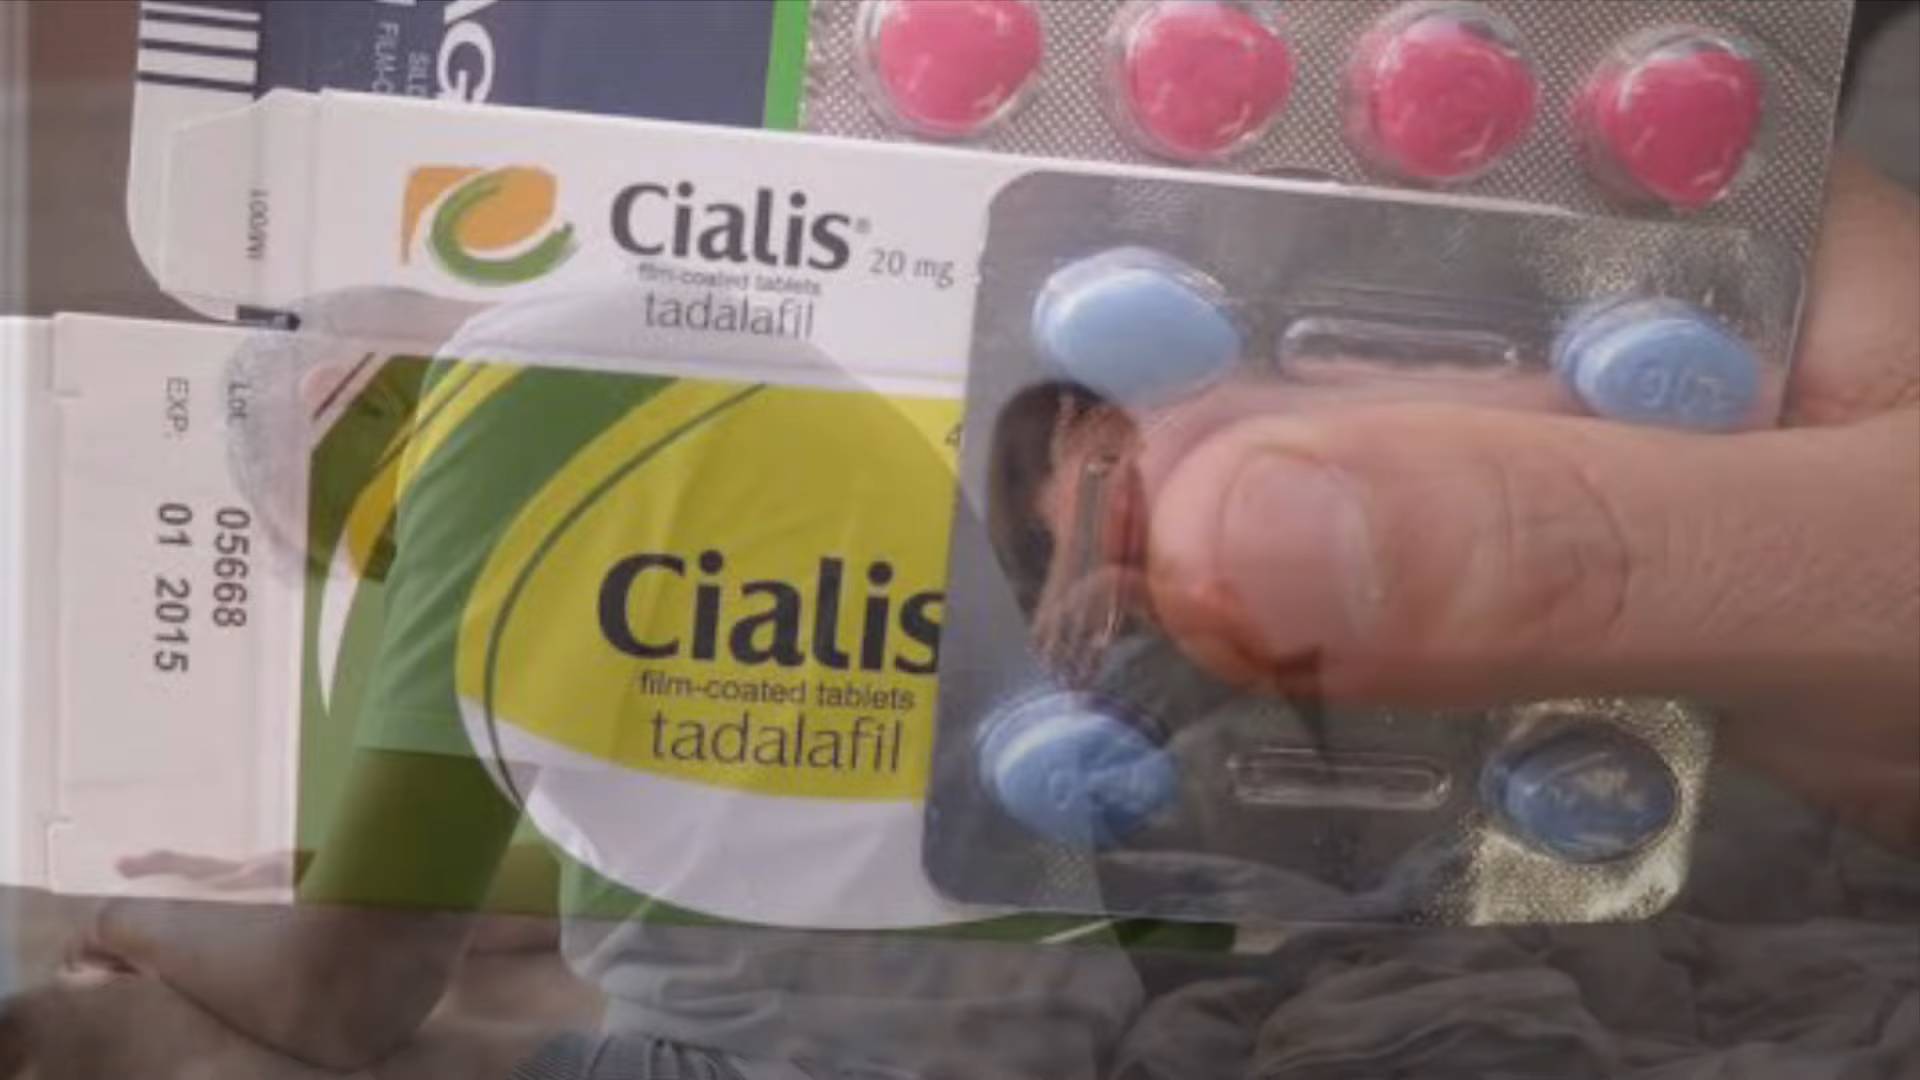 Cialis® 20 mg
film-coated tablets
tadalafil
Lot
05668
EXP:
01 2015
Cialis
film-coated tablets
tadalafil